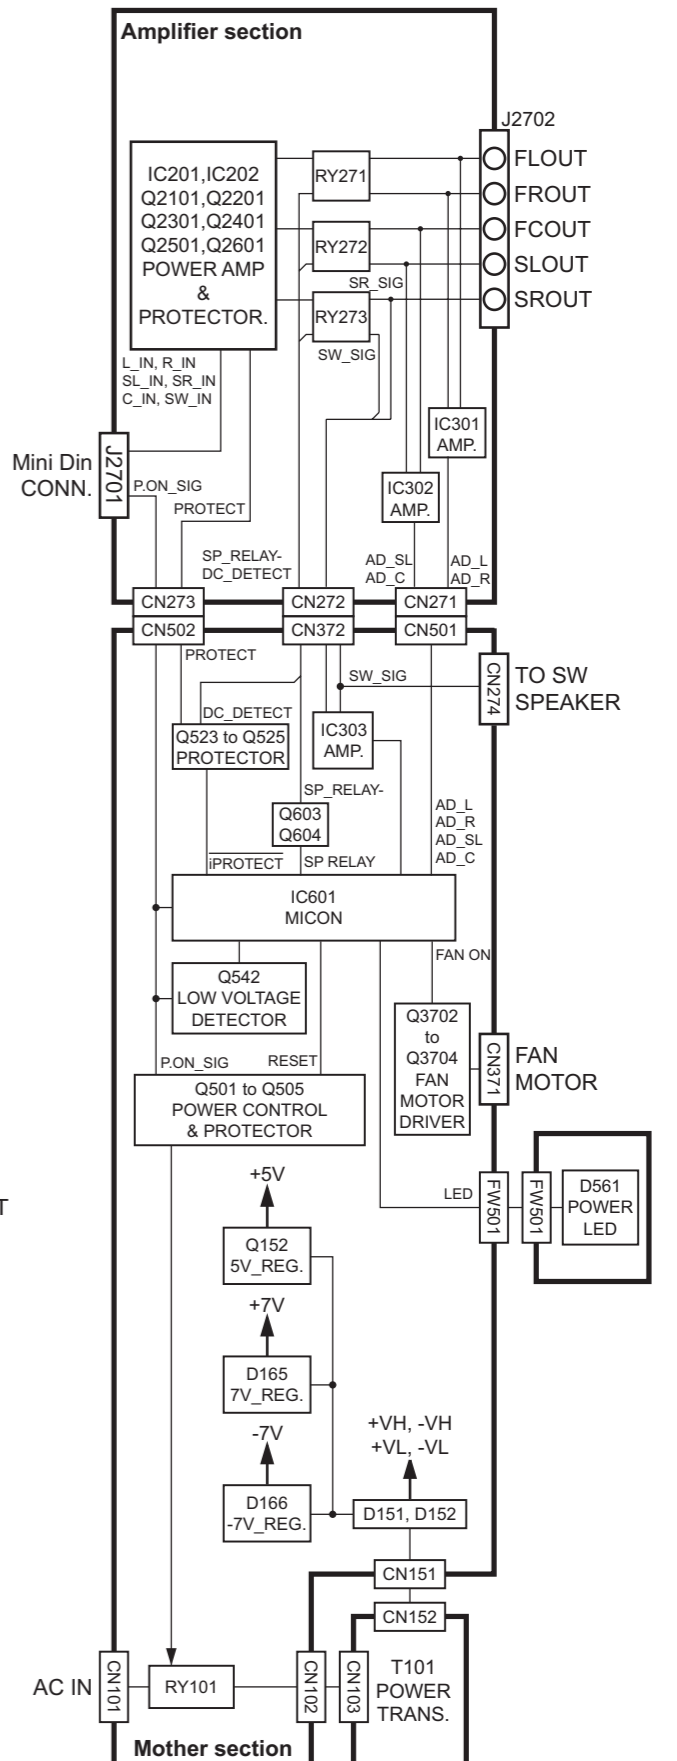 Amplifier section
J2702
IC201,IC202
Q2101,Q2201
Q2301,Q2401
Q2501,Q2601
POWER AMP
&
PROTECTOR.
RY271
RY272
SR_SIG
RY273
SW_SIG
FLOUT
FROUT
FCOUT
SLOUT
SROUT
L_IN, R_IN
SL_IN, SR_IN
C_IN, SW_IN
IC301
AMP.
Mini Din
CONN.
J2701
P.ON_SIG
PROTECT
IC302
AMP.
SP_RELAY-
DC_DETECT
AD_SL
AD_C
AD_L
AD_R
CN273
CN272
CN271
CN502
CN372
CN501
PROTECT
SW_SIG
CN274
TO SW
SPEAKER
DC_DETECT
Q523 to Q525
PROTECTOR
IC303
AMP.
SP_RELAY-
Q603
Q604
AD_L
AD_R
AD_SL
AD_C
iPROTECT
SP RELAY
IC601
MICON
FAN ON
Q542
LOW VOLTAGE
DETECTOR
Q3702
to
Q3704
FAN
MOTOR
DRIVER
CN371
FAN
MOTOR
P.ON_SIG
RESET
Q501 to Q505
POWER CONTROL
& PROTECTOR
LED
FW501
FW501
D561
POWER
LED
T
+5V
Q152
5V_REG.
+7V
D165
7V_REG.
-7V
D166
-7V_REG.
+VH, -VH
+VL, -VL
D151, D152
CN151
CN152
AC IN
CN101
RY101
CN102
CN103
T101
POWER
TRANS.
Mother section